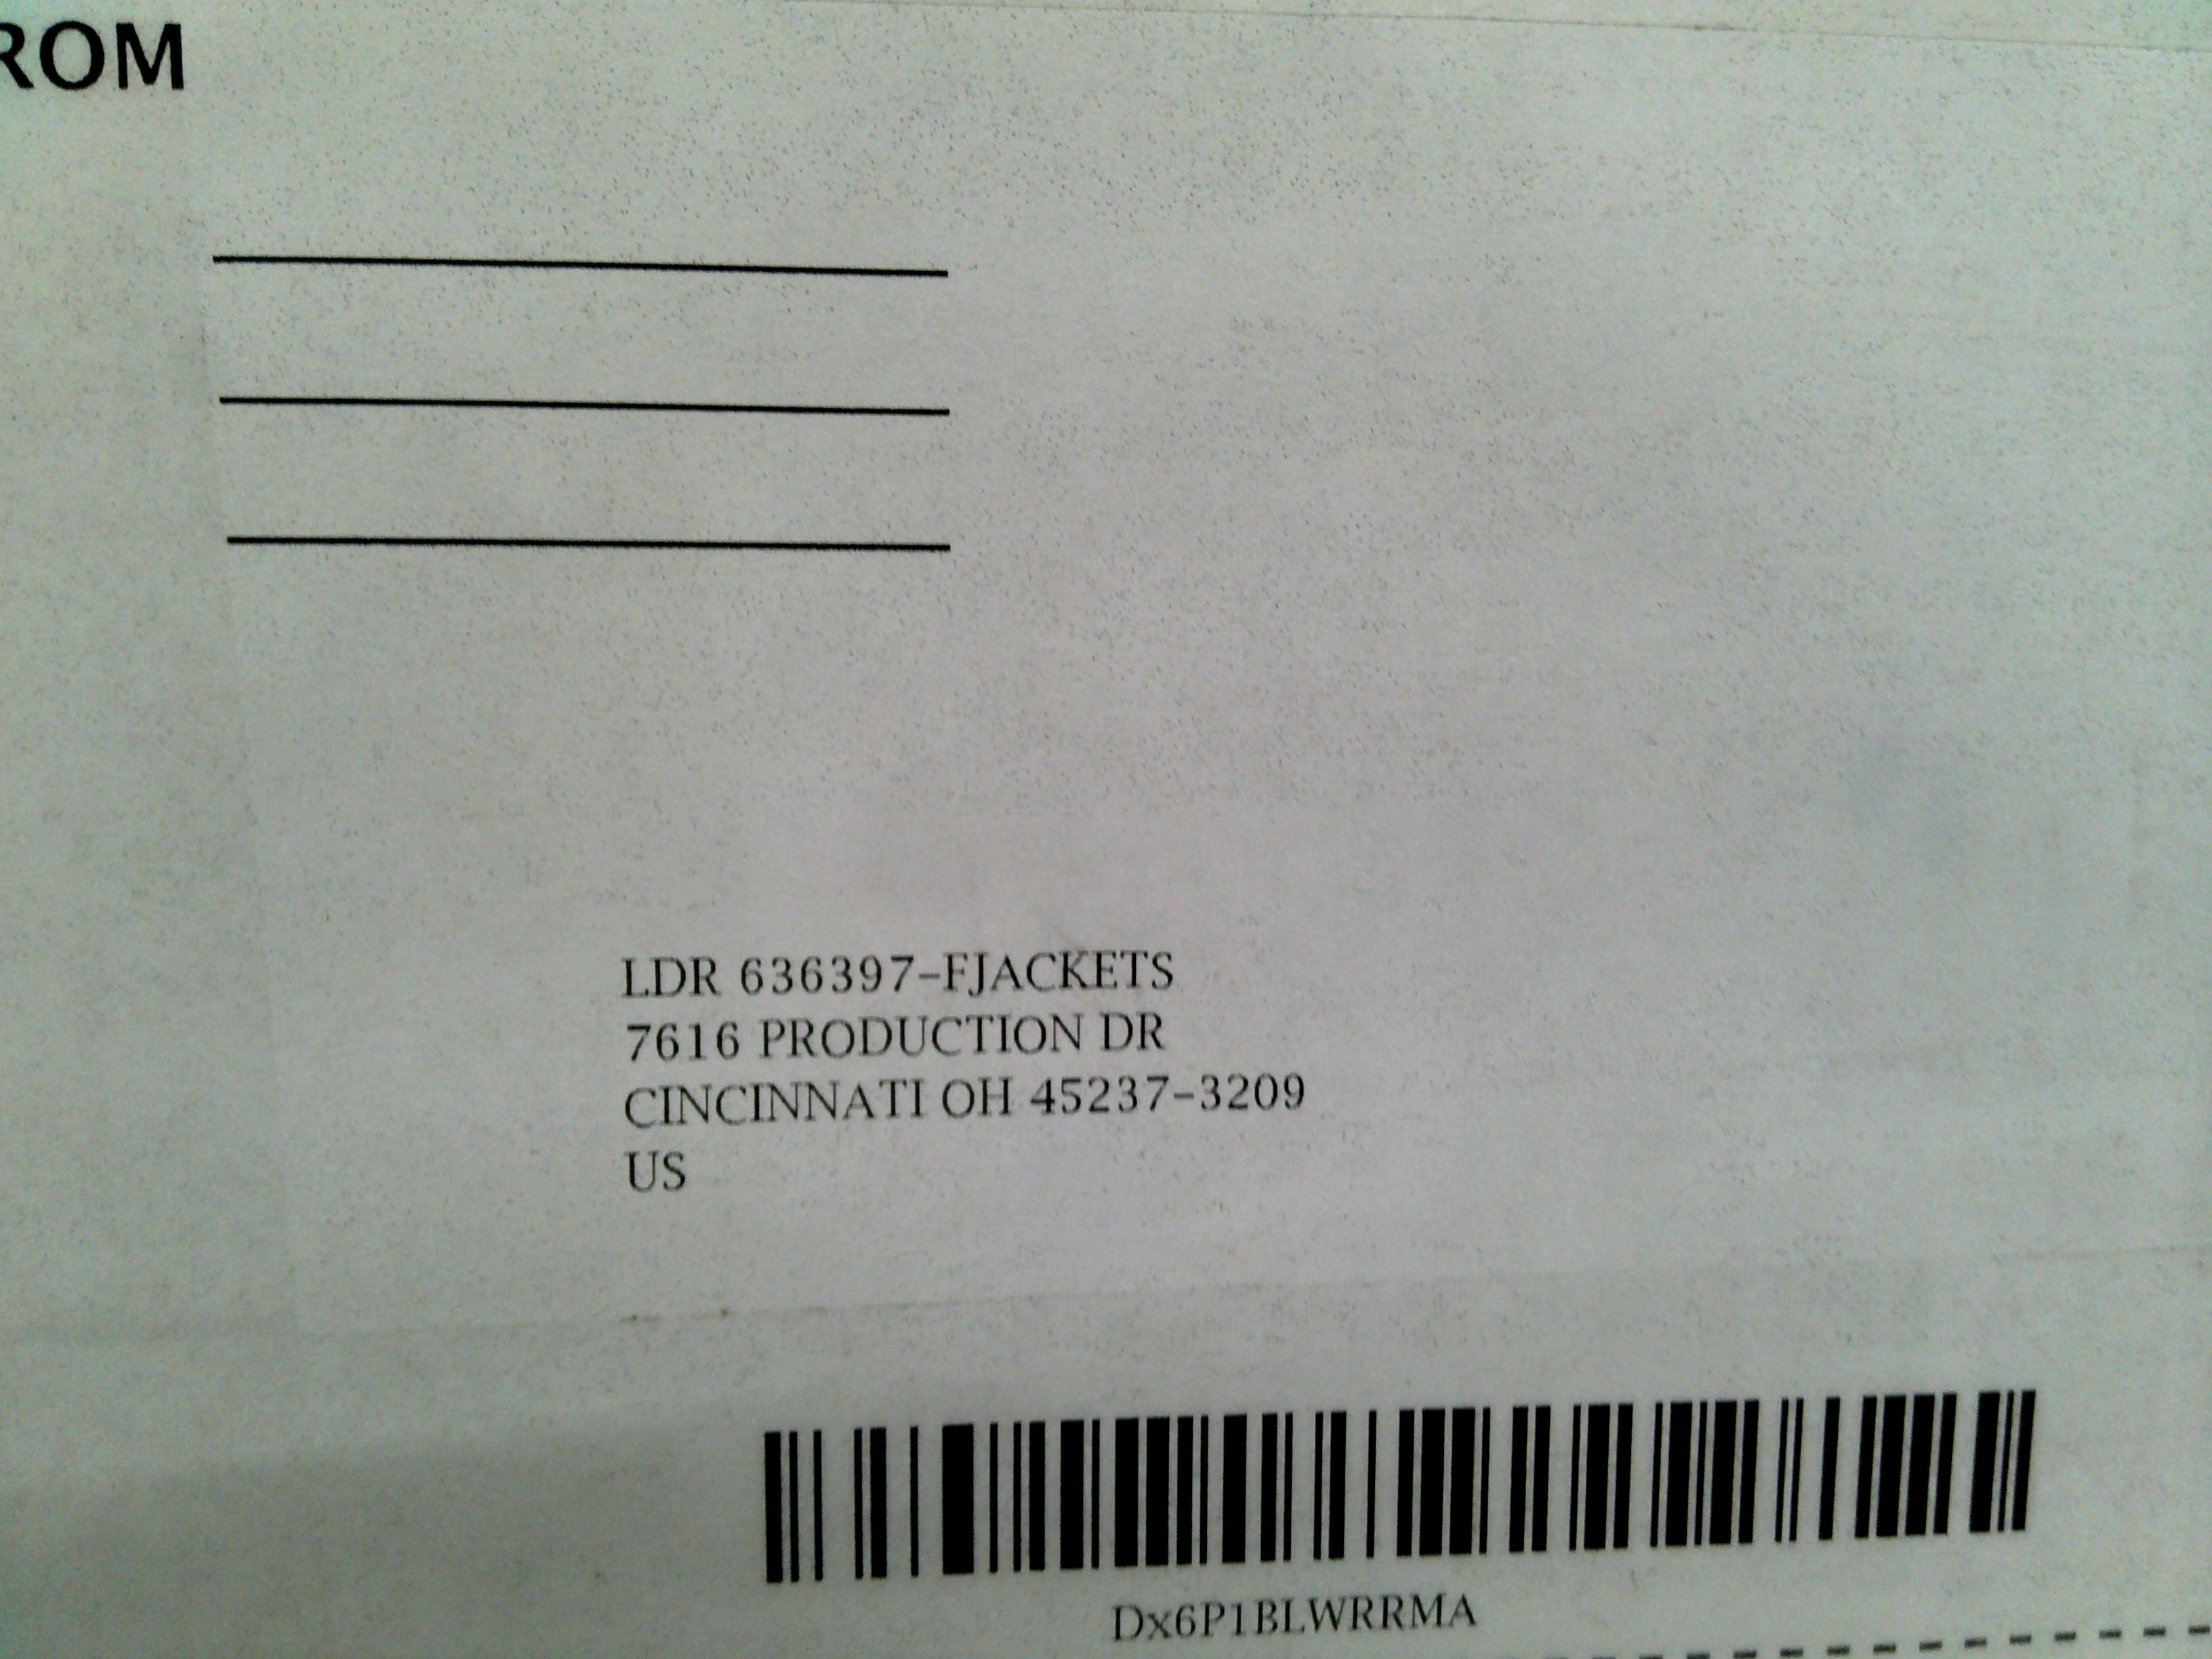 ROM
LDR 636397-FJACKETS
7616 PRODUCTION DR
CINCINNATI OH 45237-3209
US
Dx6P1BLWRRMA